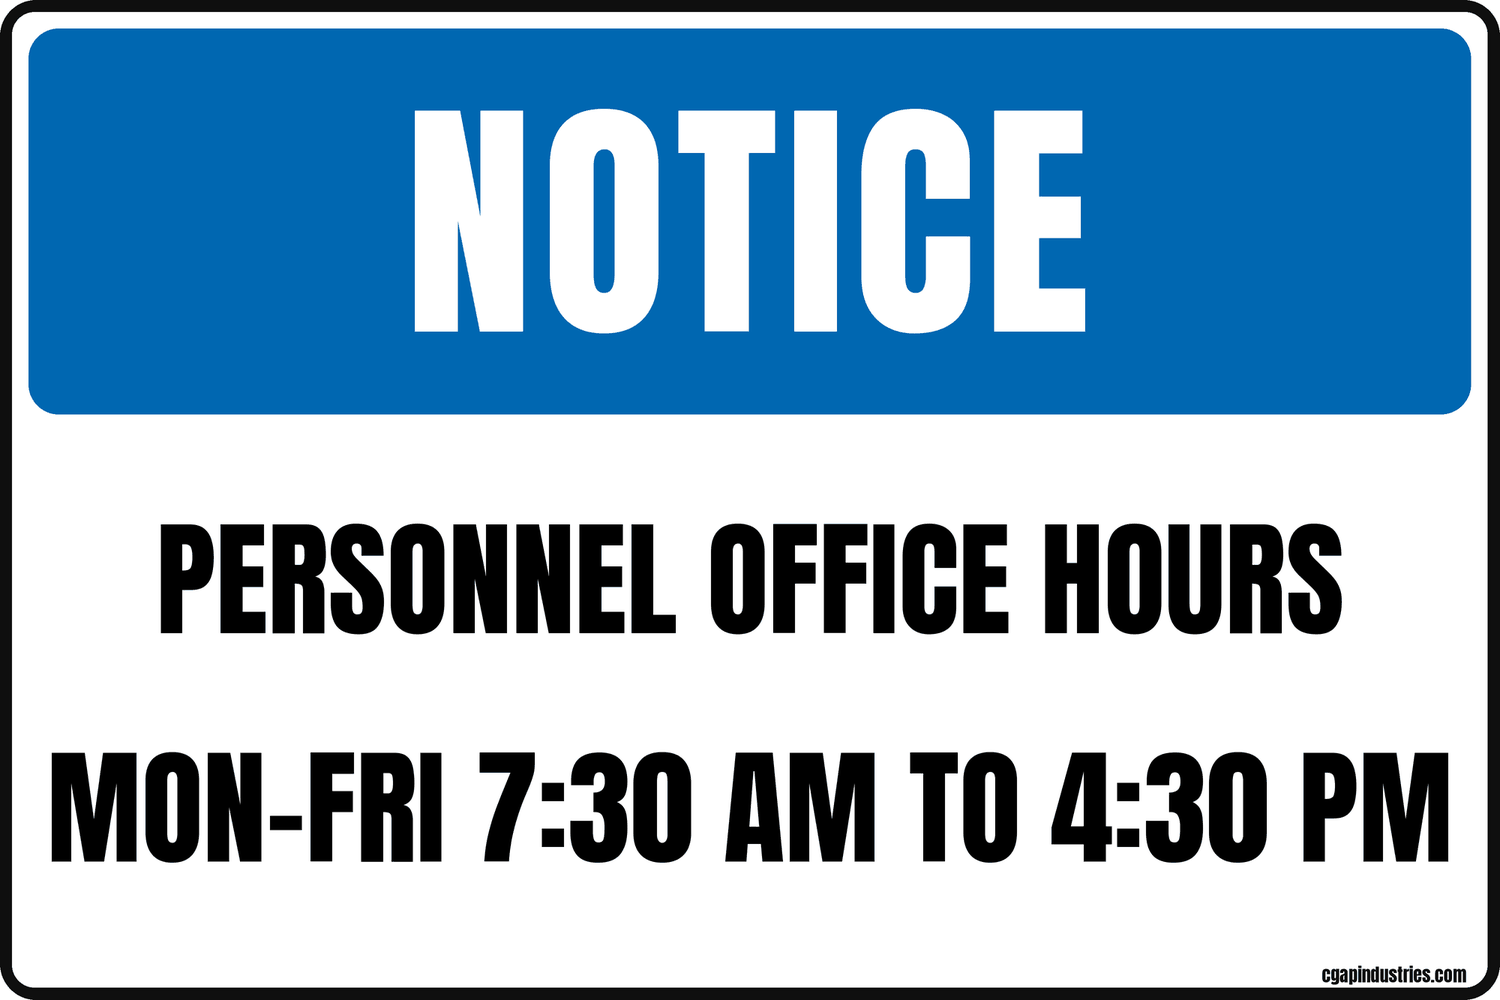 NOTICE
PERSONNEL OFFICE HOURS
MON-FRI 7:30 AM TO 4:30 PM
cgapindustries.com